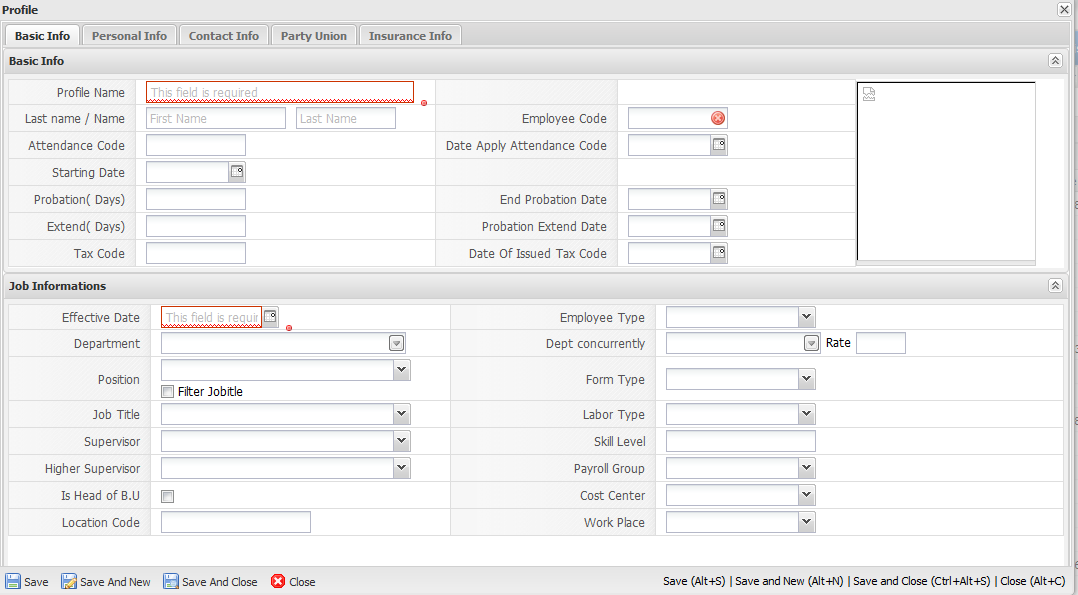 Profile
Basic Info Personal Info Contact Info Party Union Insurance Info
Basic Info
Profile Name This field is required
Last name / Name First Name Last Name Employee Code
Attendance Code Date Apply Attendance Code
Starting Date
Probation( Days) End Probation Date
Extend( Days) Probation Extend Date
Tax Code Date Of Issued Tax Code
Job Informations
Effective Date This field is requir Employee Type
Department Dept concurrently Rate
Position Form Type
Filter Jobitle
Job Title Labor Type
Supervisor Skill Level
Higher Supervisor Payroll Group
Is Head of B.U Cost Center
Location Code Work Place
Save Save And New Save And Close Close Save (Alt+S) | Save and New (Alt+N) | Save and Close (Ctrl+Alt+S) | Close (Alt+C)